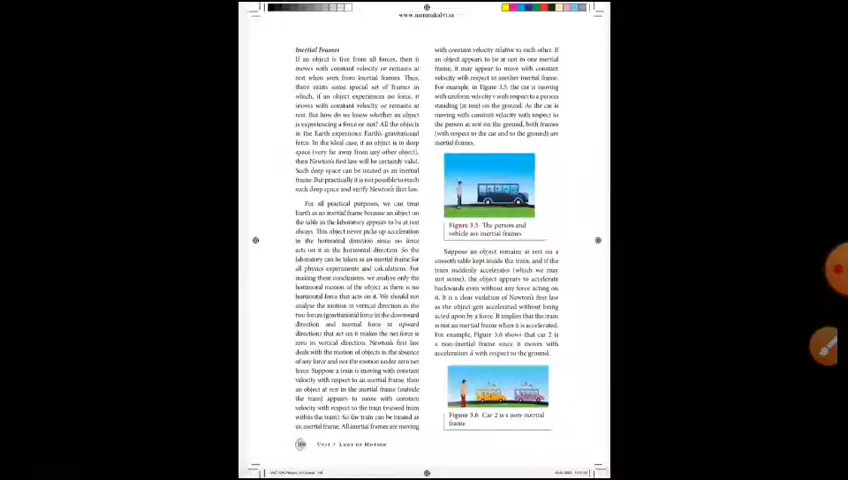 Inertial Frames
If an object is free from all forces, then it
moves with constant velocity or remains at
rest when seen from inertial frames. Thus,
there exists some special set of frames in
which, if an object experiences no force, it
moves with constant velocity or remains at
rest. But how do we know whether an object
is experiencing a force or not? All the objects
in the Earth experience Earth's gravitational
force. In the ideal case, if an object is in deep
space (very far away from any other object),
then Newton's first law will be certainly valid.
Such deep space can be treated as an inertial
frame. But practically it is not possible to reach
such deep space and verify Newton's first law.
For all practical purposes, we can treat
Earth as an inertial frame because an object on
the table in the laboratory appears to be at rest
always. This object never picks up acceleration
in the horizontal direction since no force
acts on it in the horizontal direction. So the
laboratory can be taken as an inertial frame for
all physics experiments and calculations. For
making these conclusions, we analyse only the
horizontal motion of the object as there is no
horizontal force that acts on it. We should not
analyse the motion in vertical direction as the
two forces (gravitational force in the downward
direction and normal force in upward
direction) that act on it makes the net force is
zero in vertical direction. Newton's first law
deals with the motion of objects in the absence
of any force and not the motion under zero net
force. Suppose a train is moving with constant
velocity with respect to an inertial frame, then
an object at rest in the inertial frame (outside
the train) appears to move with constant
velocity with respect to the train (viewed from
within the train). So the train can be treated as
an inertial frame. All inertial frames are moving
with constant velocity relative to each other. If
an object appears to be at rest in one inertial
frame, it may appear to move with constant
velocity with respect to another inertial frame.
For example, in Figure 3.5, the car is moving
with uniform velocity v with respect to a person
standing (at rest) on the ground. As the car is
moving with constant velocity with respect to
the person at rest on the ground, both frames
(with respect to the car and to the ground) are
inertial frames.
Figure 3.5 The person and
vehicle are inertial frames
Suppose an object remains at rest on a
smooth table kept inside the train, and if the
train suddenly accelerates (which we may
not sense), the object appears to accelerate
backwards even without any force acting on
it. It is a clear violation of Newton's first law
as the object gets accelerated without being
acted upon by a force. It implies that the train
is not an inertial frame when it is accelerated.
For example, Figure 3.6 shows that car 2 is
a non-inertial frame since it moves with
acceleration a⃗ with respect to the ground.
Figure 3.6 Car 2 is a non-inertial
frame
UNIT 3 LAWS OF MOTION